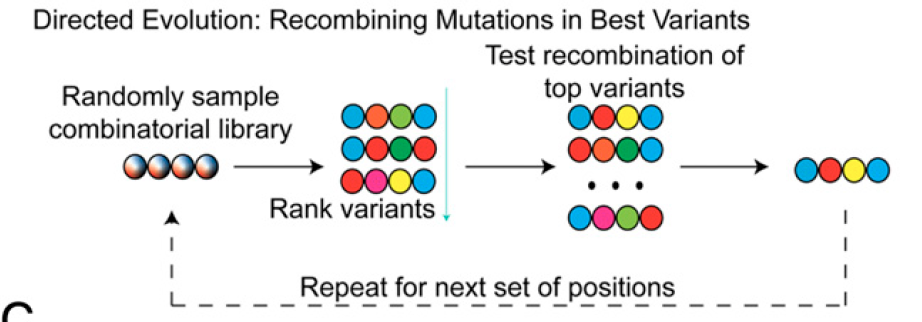 Directed Evolution: Recombining Mutations in Best Variants
Test recombination of
top variants
Randomly sample
combinatorial library
Rank variants
Repeat for next set of positions